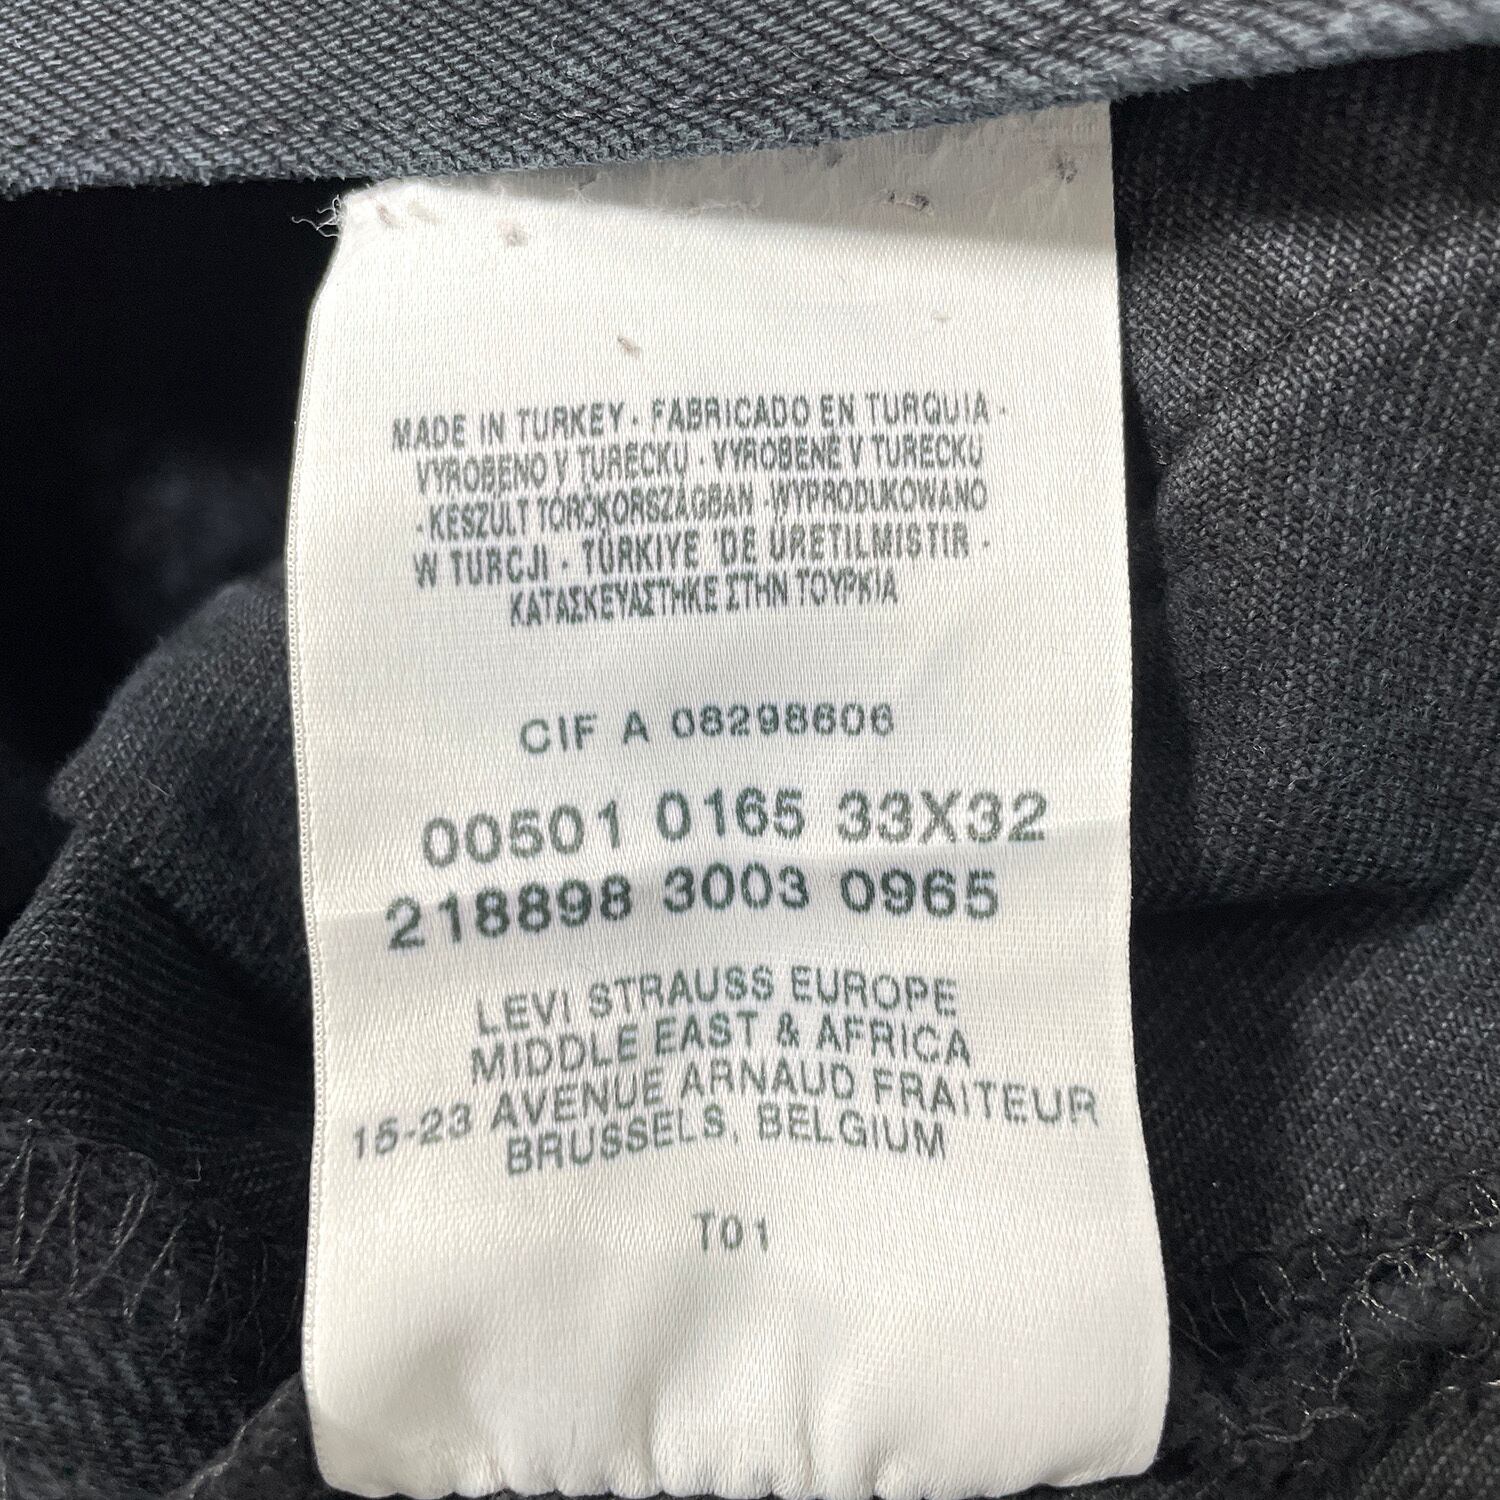 MADE IN TURKEY · FABRICADO EN TURQUIA ·
VYROBENO V TURECKU · VYROBENÉ V TURECKU
· KÉSZÜLT TÖRÖKORSZÁGBAN · WYPRODUKOWANO
W TURCJI · TÜRKIYE 'DE ÜRETILMISTIR ·
ΚΑΤΑΣΚΕΥΑΣΤΗΚΕ ΣΤΗΝ ΤΟΥΡΚΙΑ
CIF A 08298606
00501 0165 33X32
218898 3003 0965
LEVI STRAUSS EUROPE
MIDDLE EAST & AFRICA
15-23 AVENUE ARNAUD FRAITEUR
BRUSSELS, BELGIUM
T01